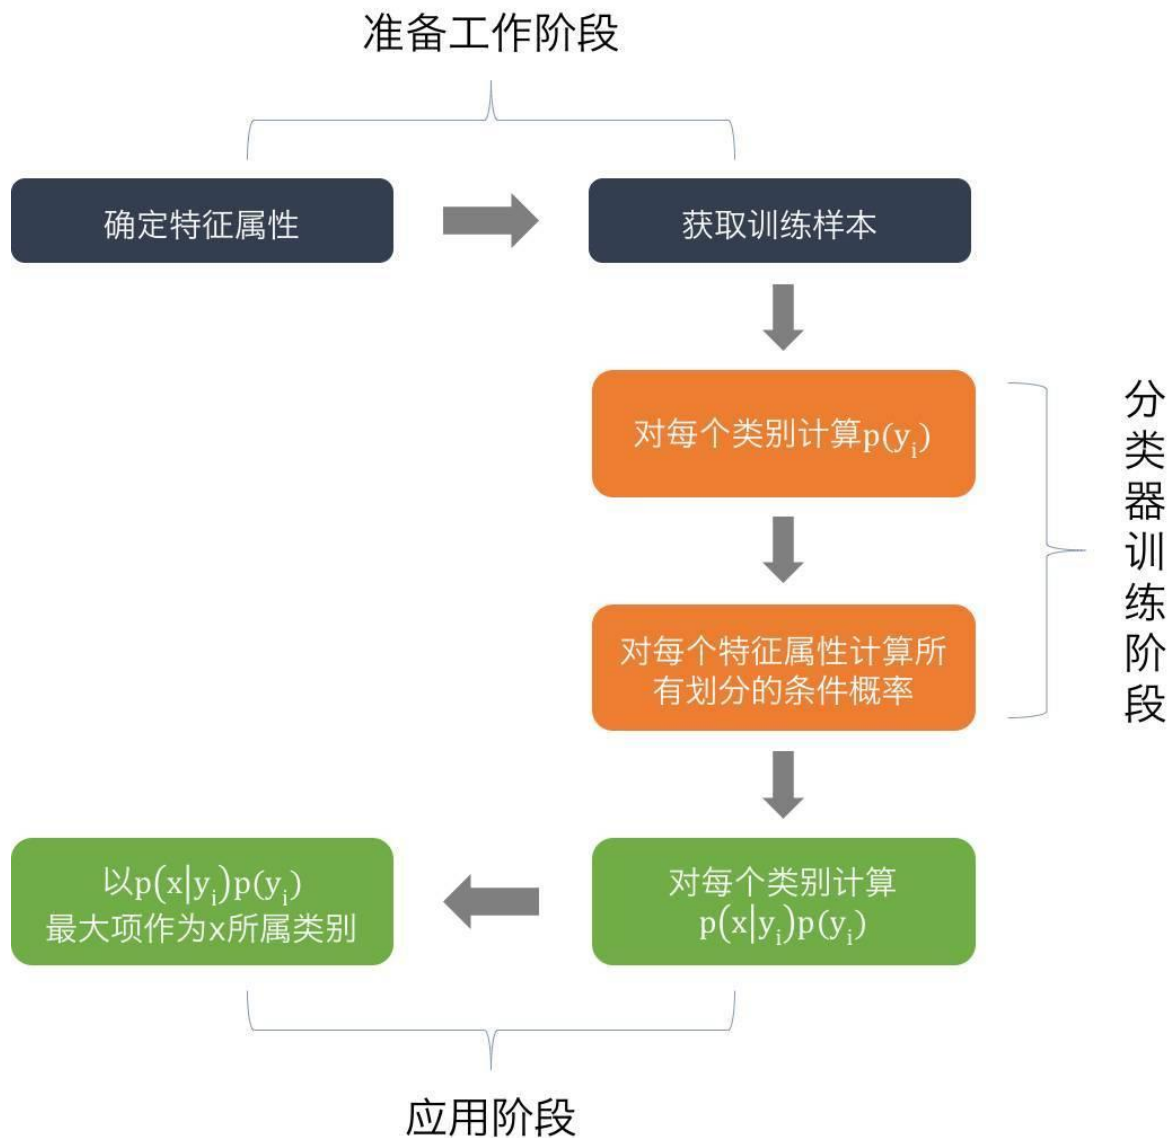 准备工作阶段
确定特征属性
获取训练样本
对每个类别计算p(yᵢ)
对每个特征属性计算所
有划分的条件概率
分类器训练阶段
以p(x|yᵢ)p(yᵢ)
最大项作为x所属类别
对每个类别计算
p(x|yᵢ)p(yᵢ)
应用阶段